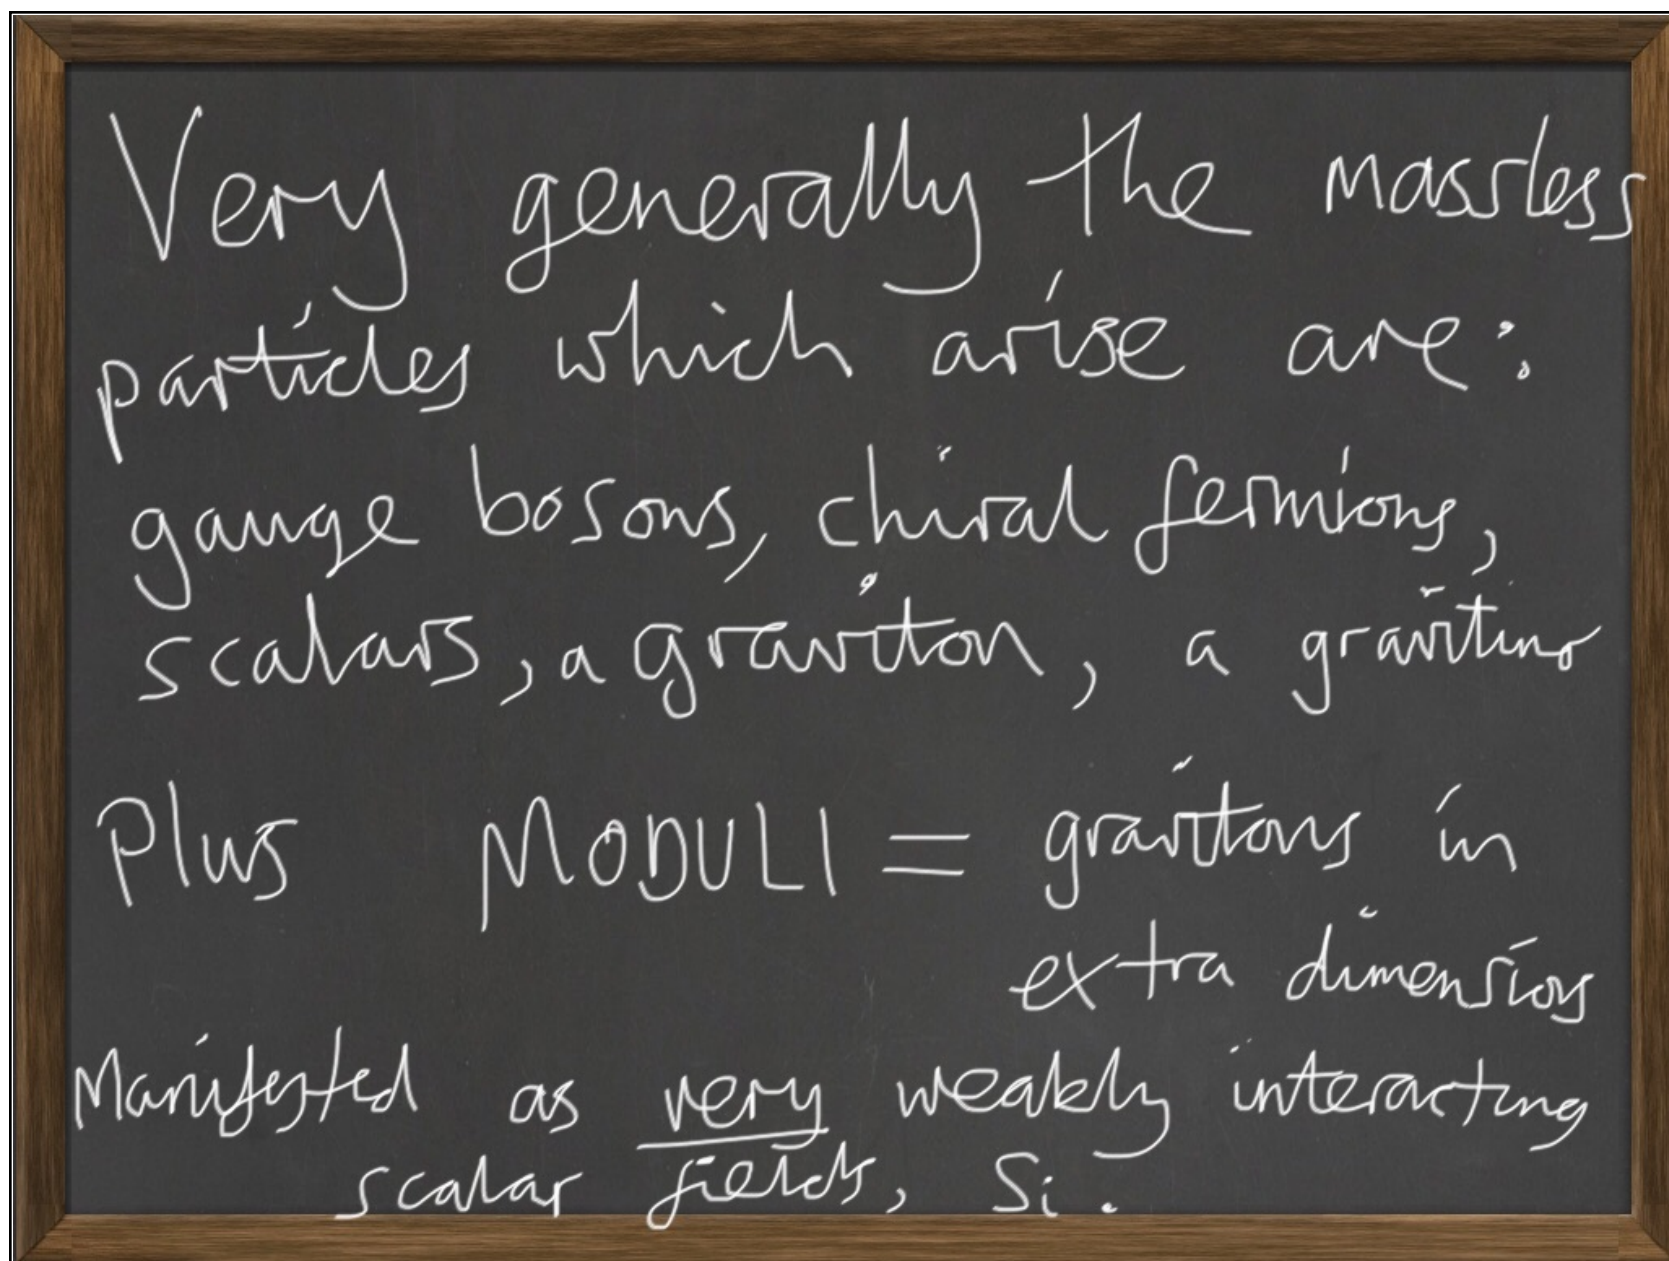 Very generally the massless
particles which arise are:
gauge bosons, chiral fermions,
scalars, a graviton, a gravitino
Plus MODULI = gravitons in
extra dimensions
Manifested as very weakly interacting
scalar fields, Si.